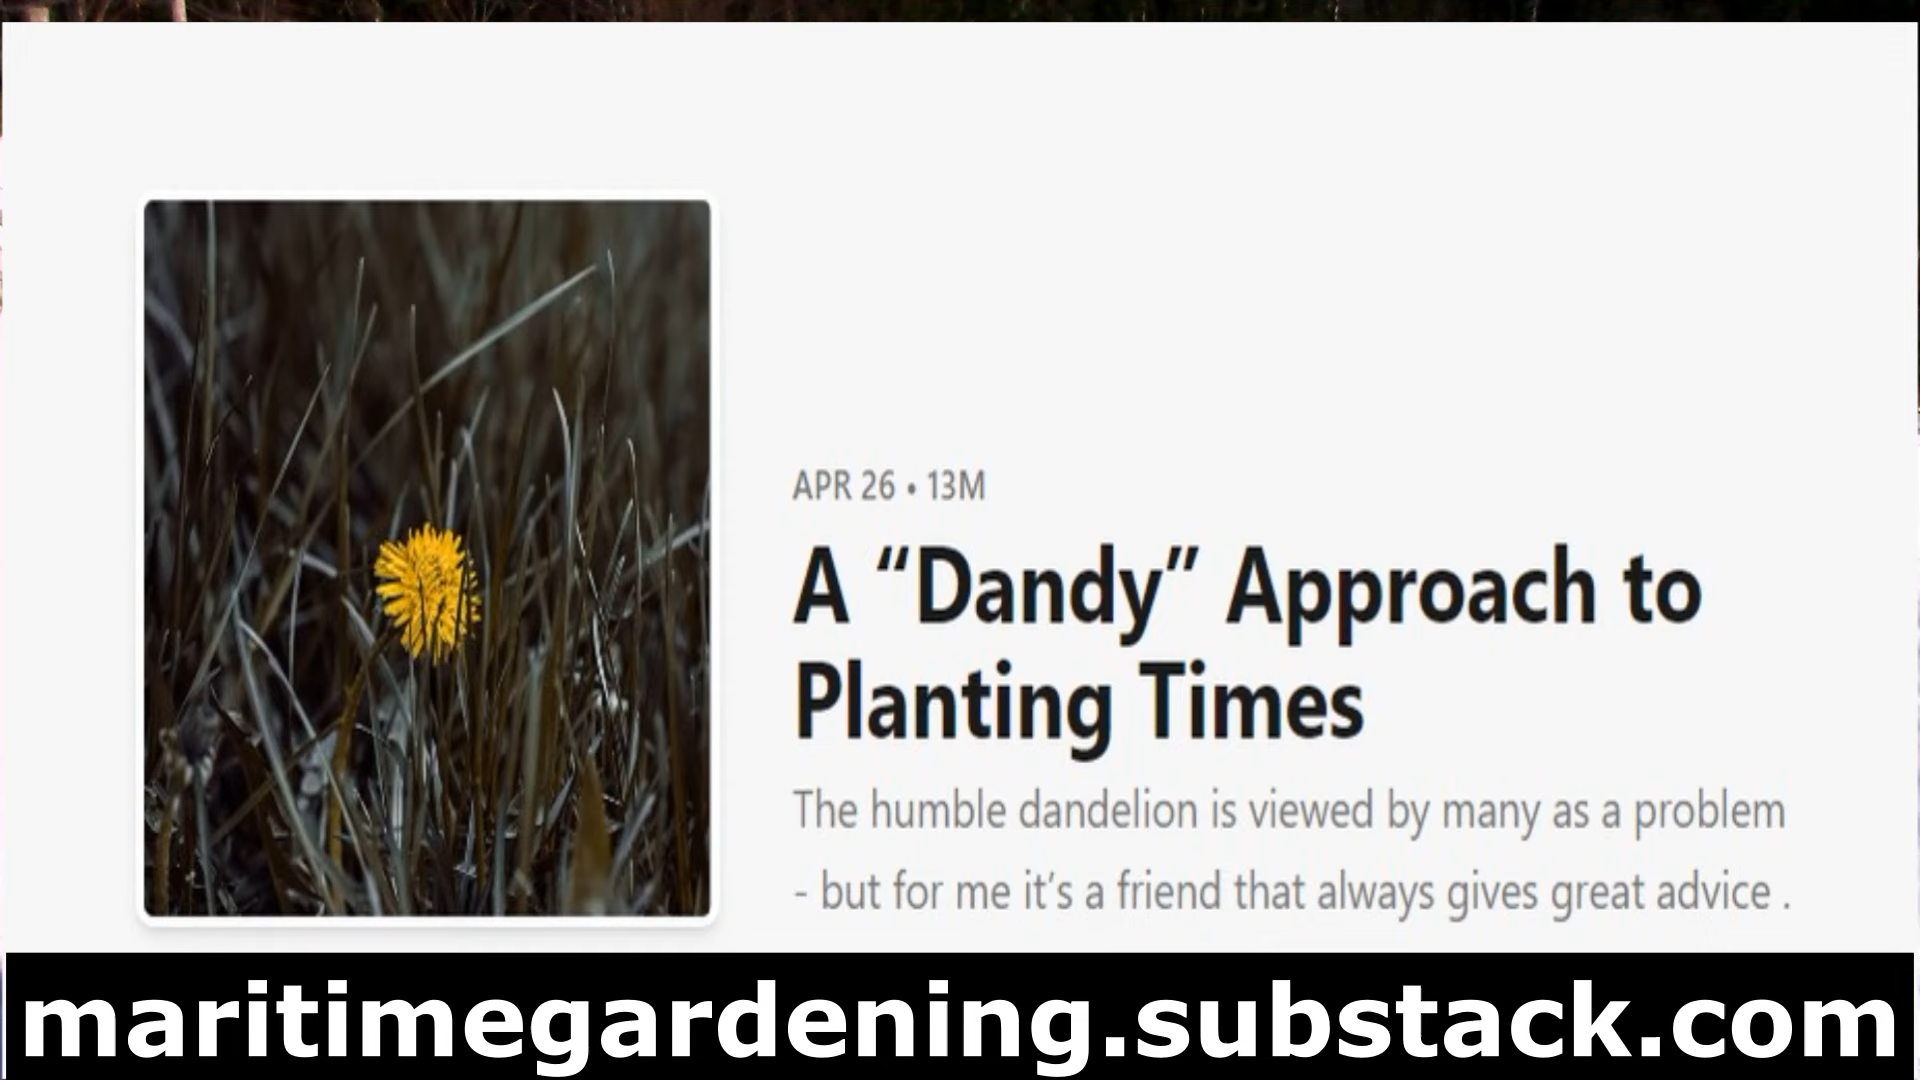 APR 26 • 13M
A “Dandy” Approach to
Planting Times
The humble dandelion is viewed by many as a problem
- but for me it’s a friend that always gives great advice .
maritimegardening.substack.com